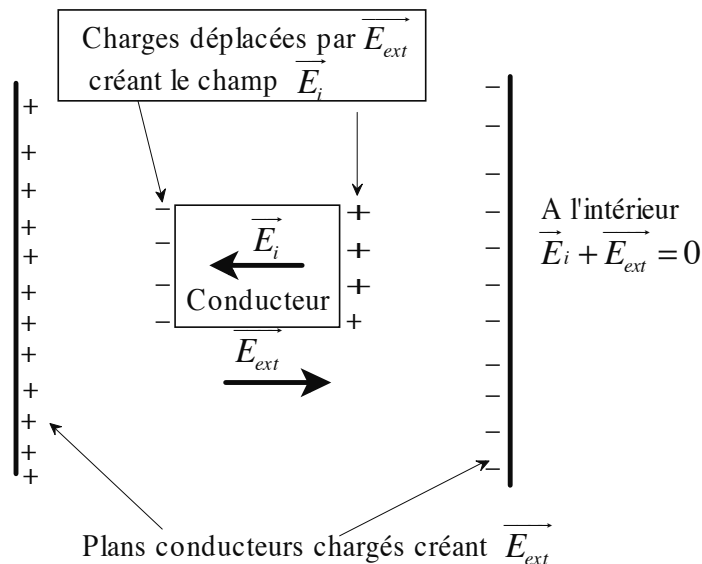 Charges déplacées par $\overrightarrow{E_{ext}}$
créant le champ $\overrightarrow{E_i}$
A l'intérieur
$\overrightarrow{E}_i + \overrightarrow{E_{ext}} = 0$
$\overrightarrow{E_i}$
Conducteur
$\overrightarrow{E_{ext}}$
Plans conducteurs chargés créant $\overrightarrow{E_{ext}}$